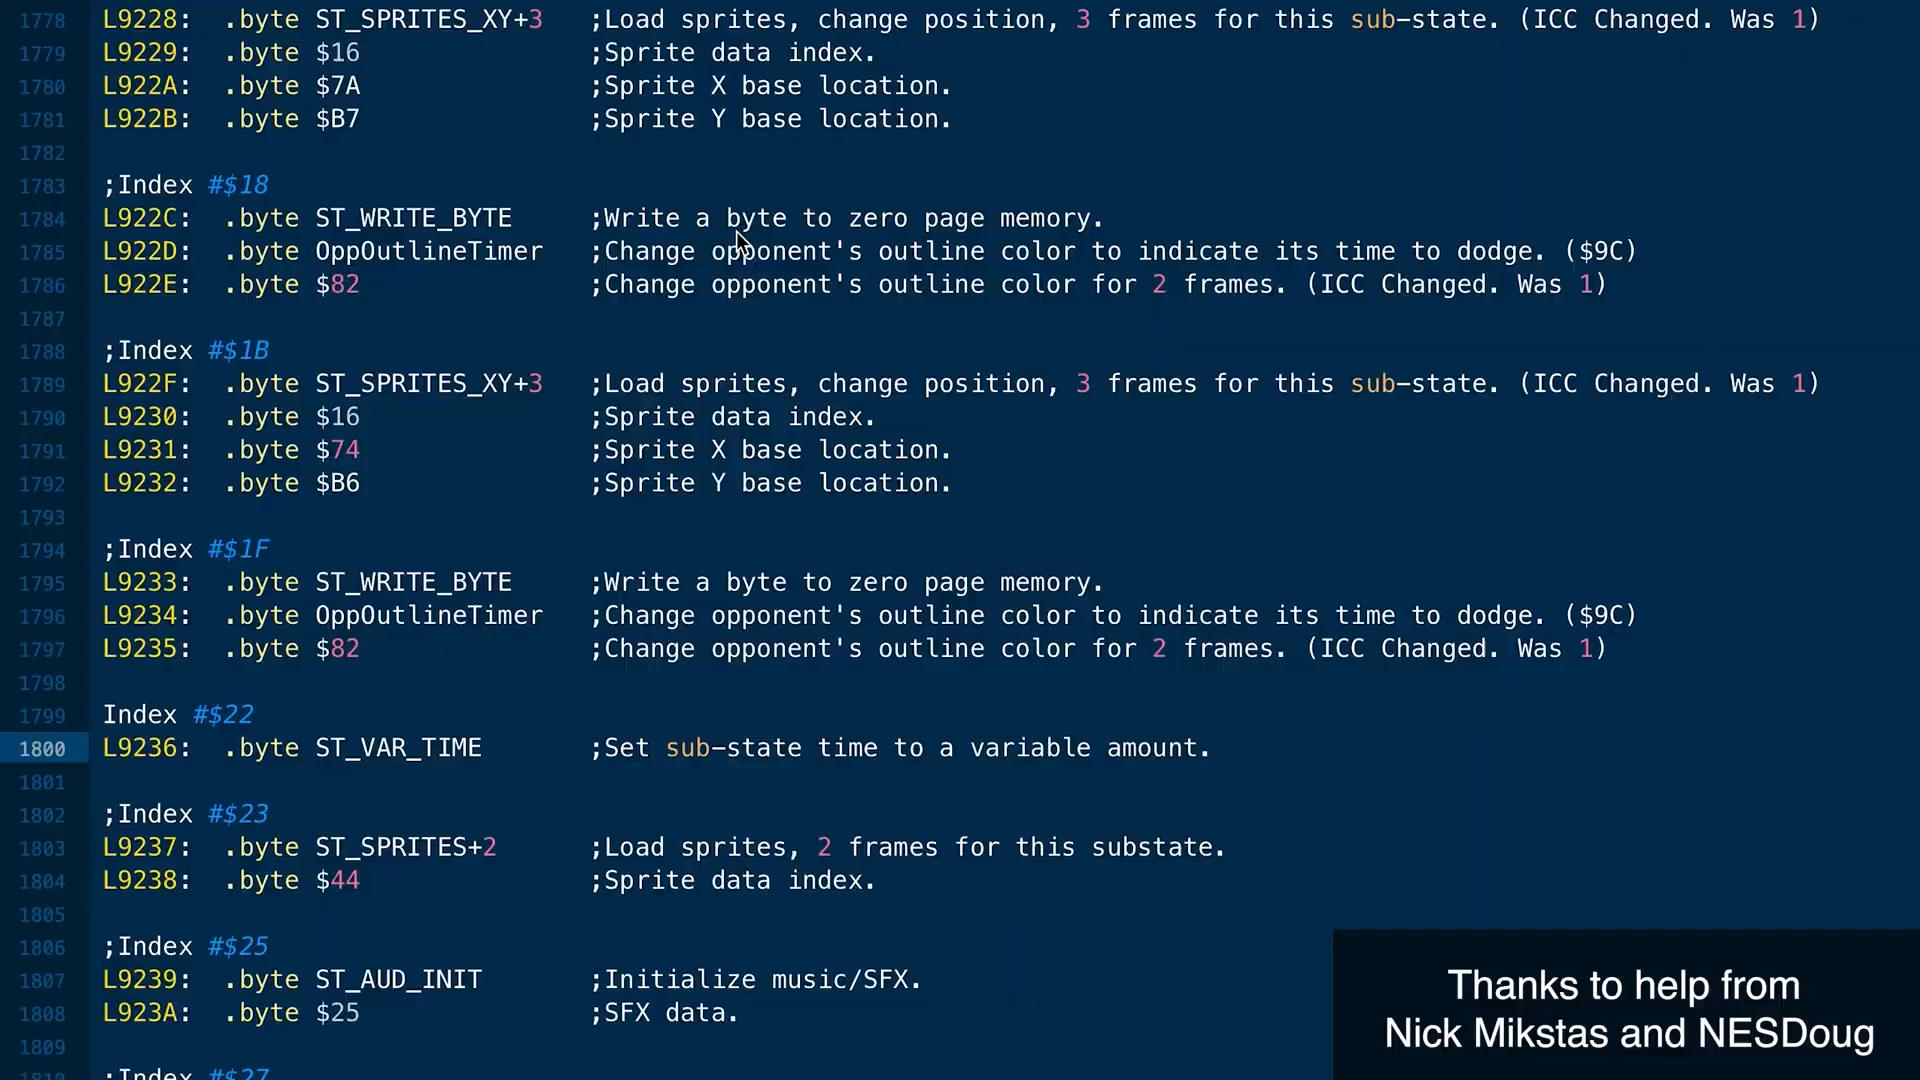 1778 L9228: .byte ST_SPRITES_XY+3 ;Load sprites, change position, 3 frames for this sub-state. (ICC Changed. Was 1)
1779 L9229: .byte $16 ;Sprite data index.
1780 L922A: .byte $7A ;Sprite X base location.
1781 L922B: .byte $B7 ;Sprite Y base location.
1782
1783 ;Index #$18
1784 L922C: .byte ST_WRITE_BYTE ;Write a byte to zero page memory.
1785 L922D: .byte OppOutlineTimer ;Change opponent's outline color to indicate its time to dodge. ($9C)
1786 L922E: .byte $82 ;Change opponent's outline color for 2 frames. (ICC Changed. Was 1)
1787
1788 ;Index #$1B
1789 L922F: .byte ST_SPRITES_XY+3 ;Load sprites, change position, 3 frames for this sub-state. (ICC Changed. Was 1)
1790 L9230: .byte $16 ;Sprite data index.
1791 L9231: .byte $74 ;Sprite X base location.
1792 L9232: .byte $B6 ;Sprite Y base location.
1793
1794 ;Index #$1F
1795 L9233: .byte ST_WRITE_BYTE ;Write a byte to zero page memory.
1796 L9234: .byte OppOutlineTimer ;Change opponent's outline color to indicate its time to dodge. ($9C)
1797 L9235: .byte $82 ;Change opponent's outline color for 2 frames. (ICC Changed. Was 1)
1798
1799 Index #$22
1800 L9236: .byte ST_VAR_TIME ;Set sub-state time to a variable amount.
1801
1802 ;Index #$23
1803 L9237: .byte ST_SPRITES+2 ;Load sprites, 2 frames for this substate.
1804 L9238: .byte $44 ;Sprite data index.
1805
1806 ;Index #$25
1807 L9239: .byte ST_AUD_INIT ;Initialize music/SFX.
1808 L923A: .byte $25 ;SFX data.
1809
1810 ;Index #$27
Thanks to help from
Nick Mikstas and NESDoug